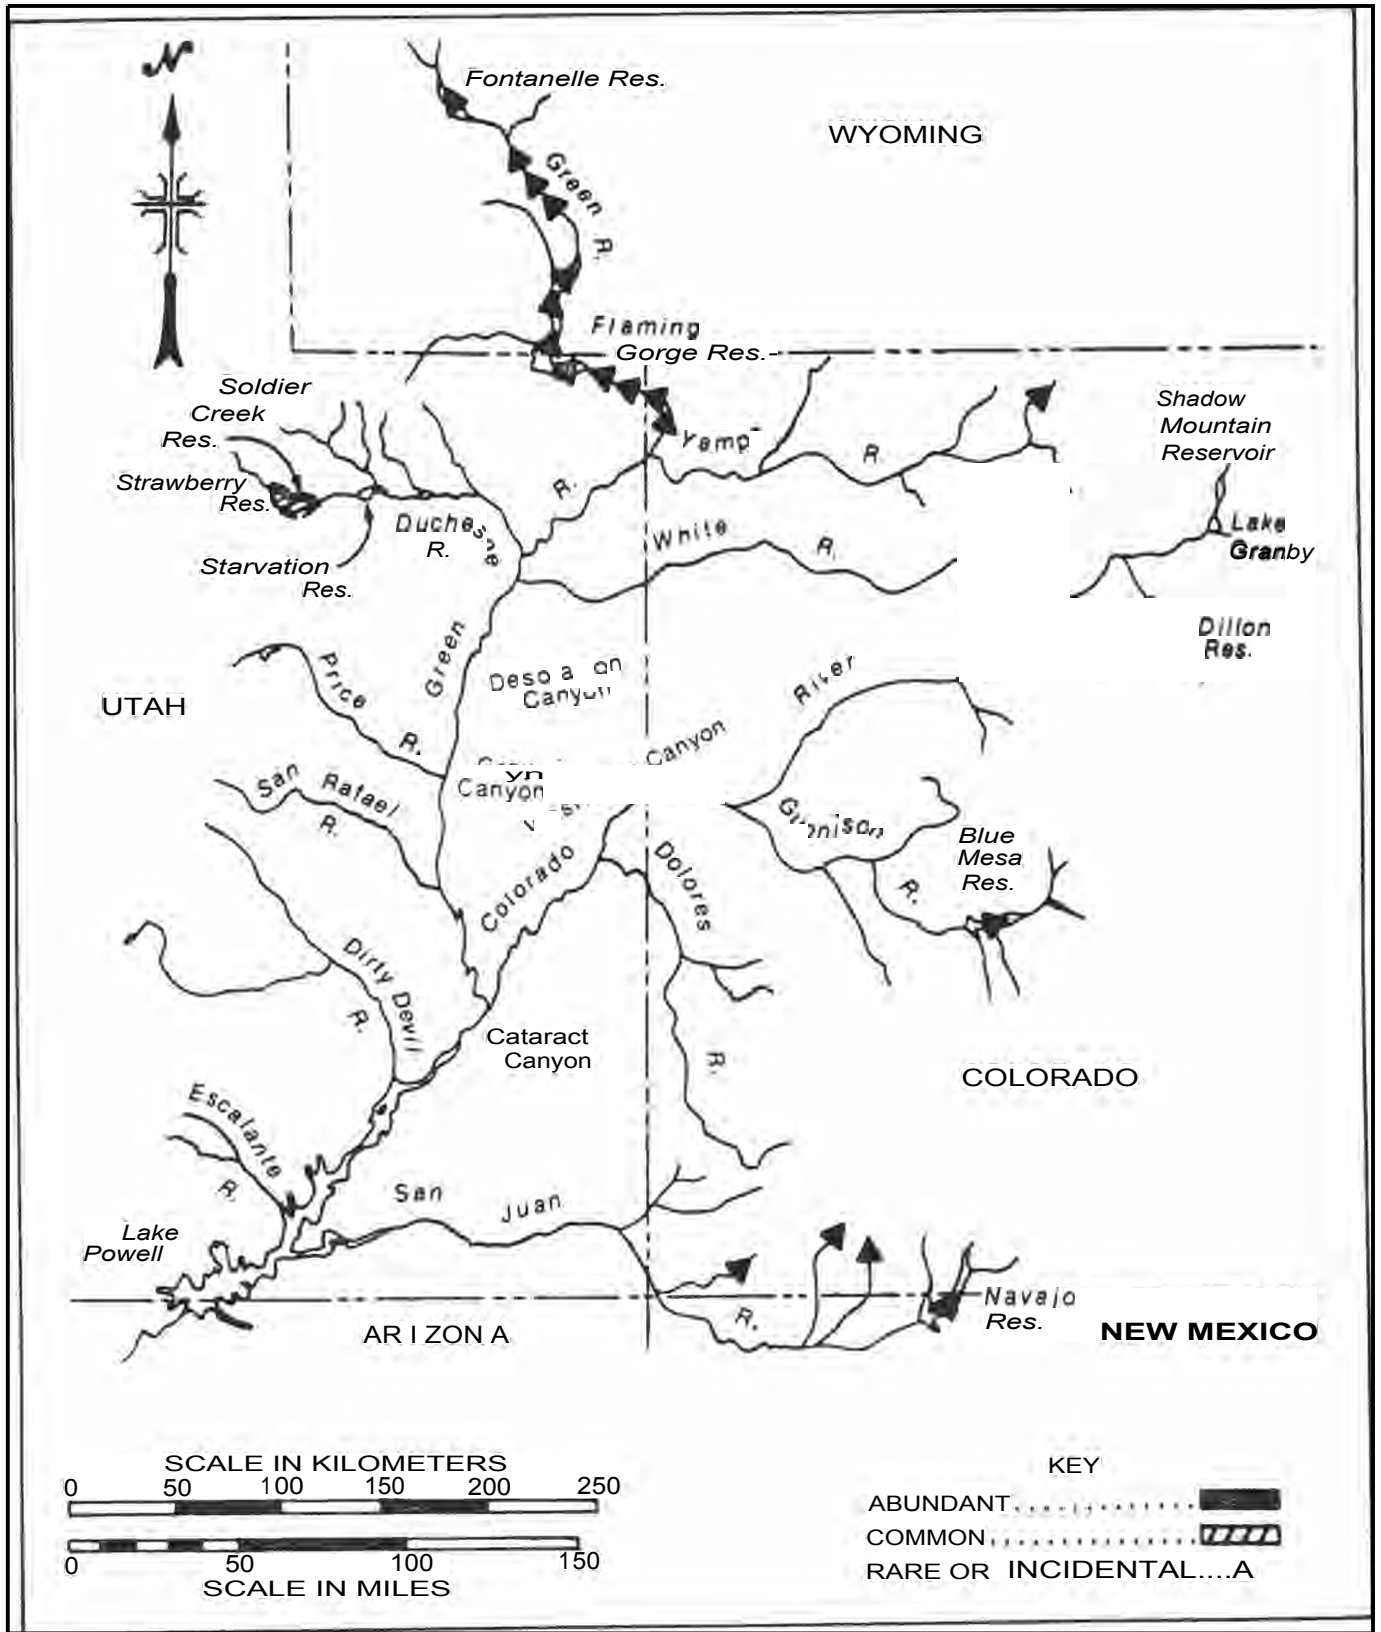 N
Fontanelle Res.
WYOMING
Green R.
Flaming
Gorge Res.
Soldier
Creek
Res.
Strawberry
Res.
Starvation
Res.
Duchesne
R.
R.
R.
Shadow
Mountain
Reservoir
Lake
Granby
White
R.
Dillon
Res.
Green
Canyon
River
UTAH
Price
R.
Canyon
Canyon
San Rafael
R.
Colorado
Dolores
R.
R.
Blue
Mesa
Res.
Dirty Devil
R.
Cataract
Canyon
COLORADO
Escalante
R.
San Juan
R.
Lake
Powell
Navajo
Res.
AR I ZON A
NEW MEXICO
SCALE IN KILOMETERS
0 50 100 150 200 250
0 50 100 150
SCALE IN MILES
KEY
ABUNDANT
COMMON
RARE OR INCIDENTAL....A